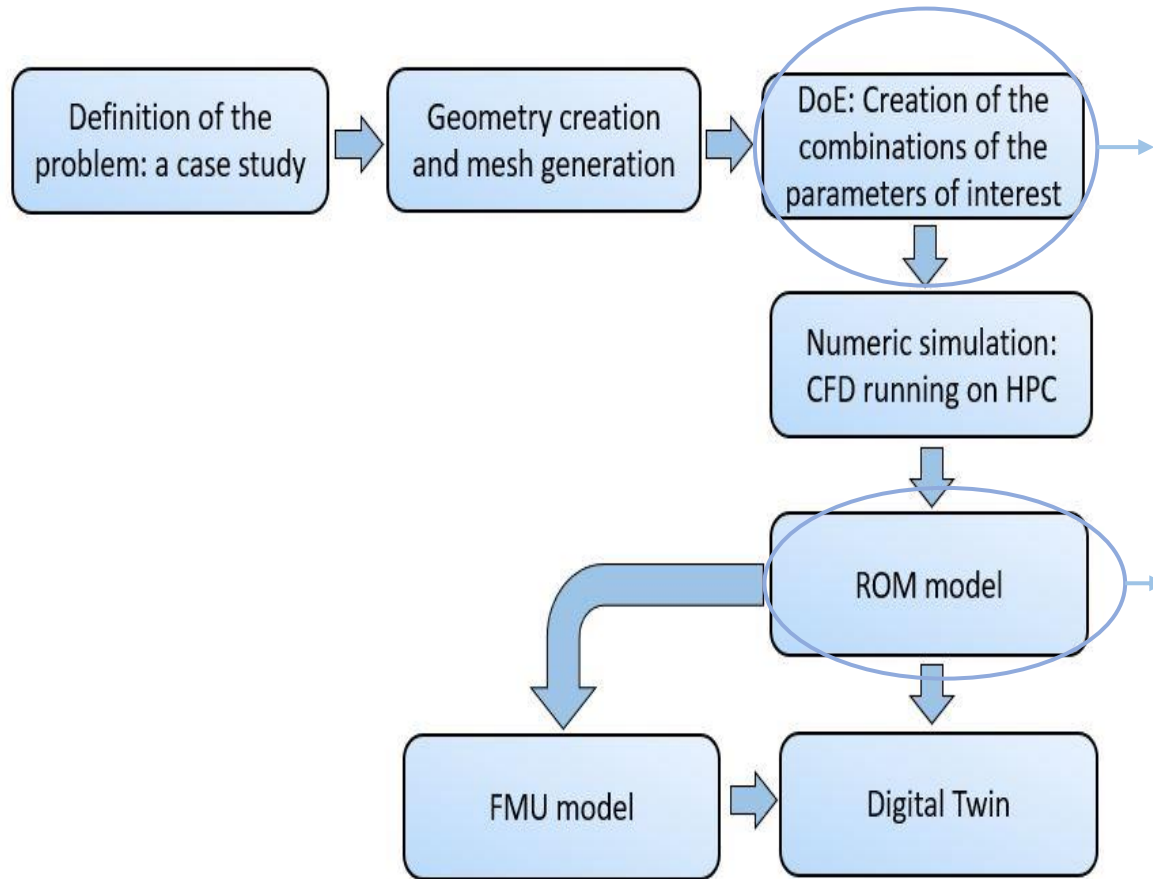 Definition of the
problem: a case study
Geometry creation
and mesh generation
DoE: Creation of the
combinations of the
parameters of interest
Numeric simulation:
CFD running on HPC
ROM model
FMU model
Digital Twin